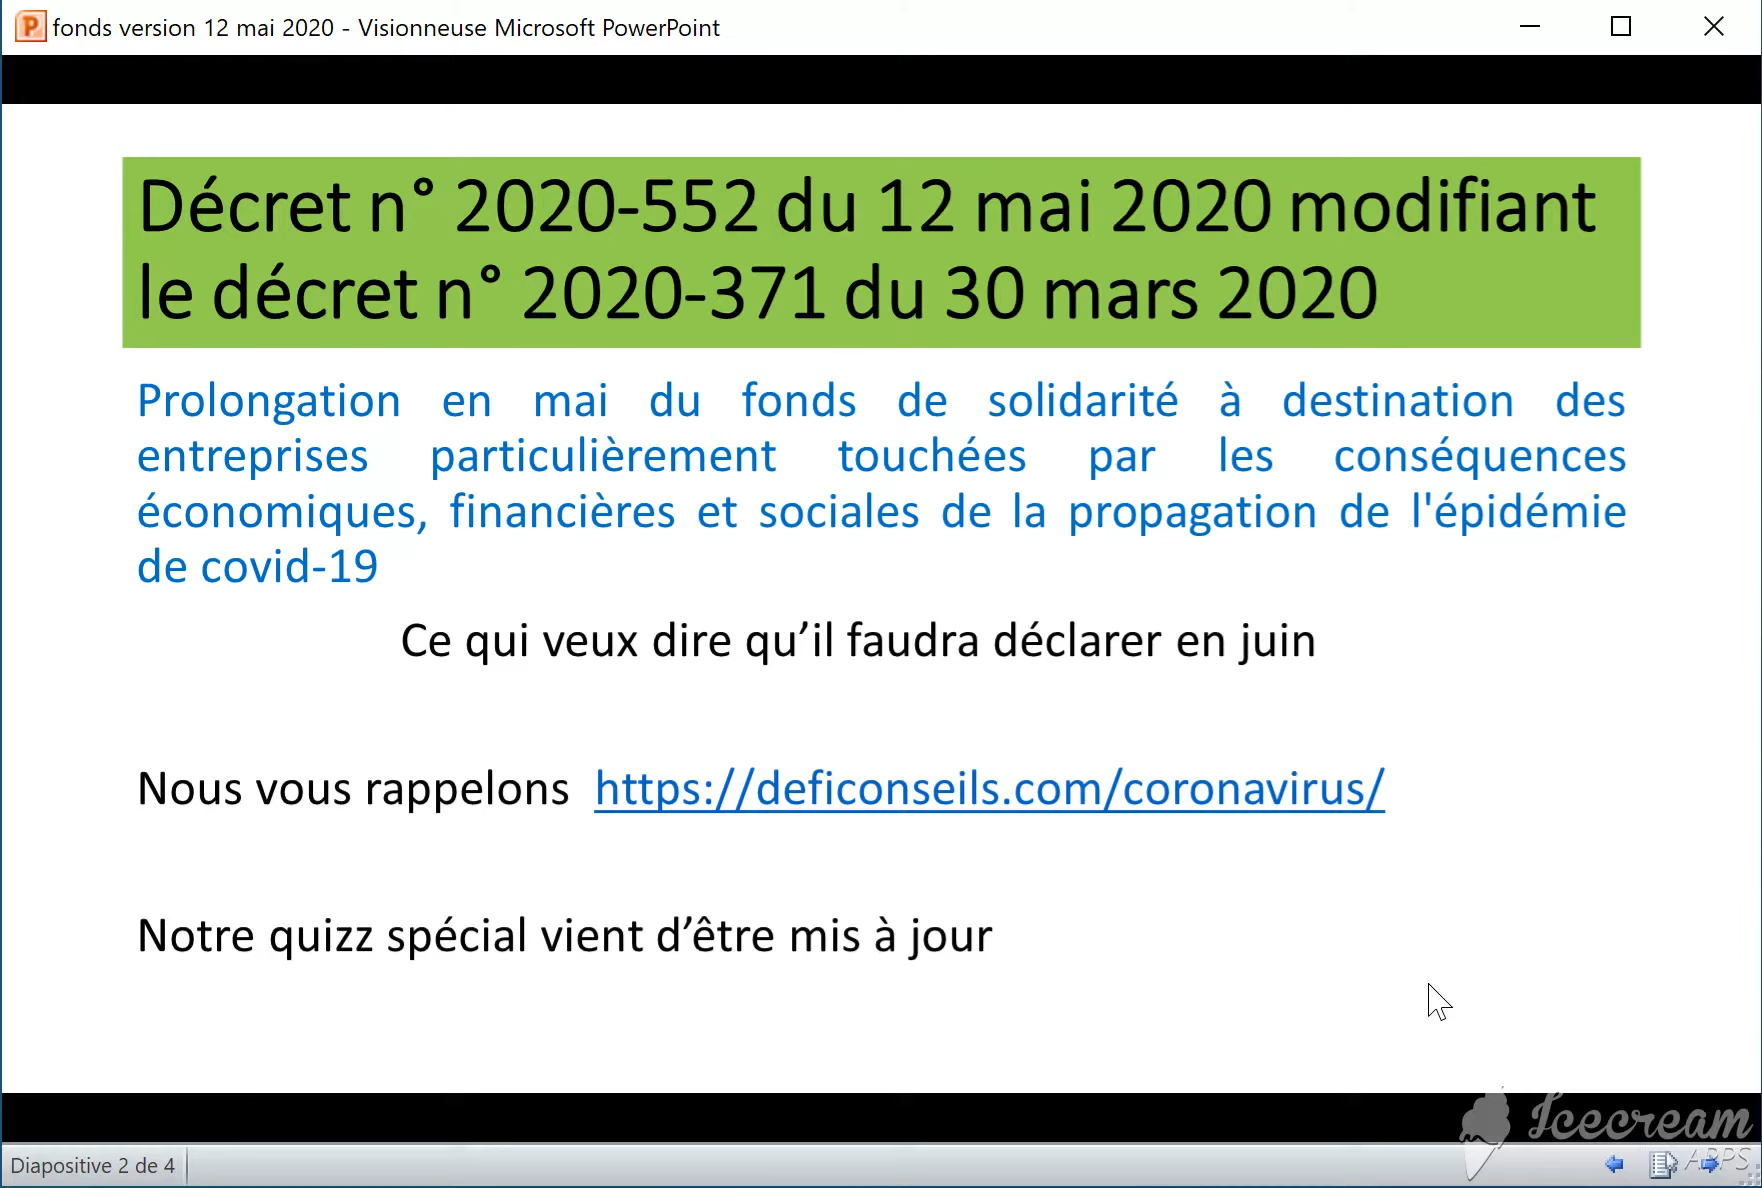 fonds version 12 mai 2020 - Visionneuse Microsoft PowerPoint
Décret n° 2020-552 du 12 mai 2020 modifiant
le décret n° 2020-371 du 30 mars 2020
Prolongation en mai du fonds de solidarité à destination des
entreprises particulièrement touchées par les conséquences
économiques, financières et sociales de la propagation de l'épidémie
de covid-19
Ce qui veux dire qu’il faudra déclarer en juin
Nous vous rappelons https://deficonseils.com/coronavirus/
Notre quizz spécial vient d’être mis à jour
Icecream
APPS
Diapositive 2 de 4